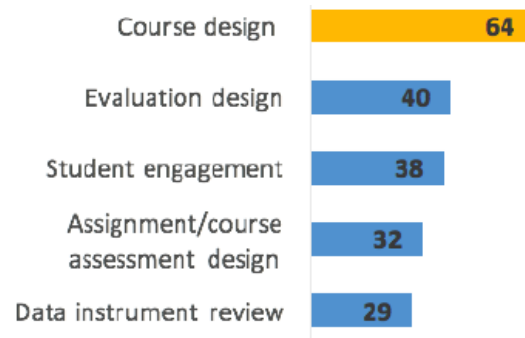 Course design 64
Evaluation design 40
Student engagement 38
Assignment/course
assessment design 32
Data instrument review 29